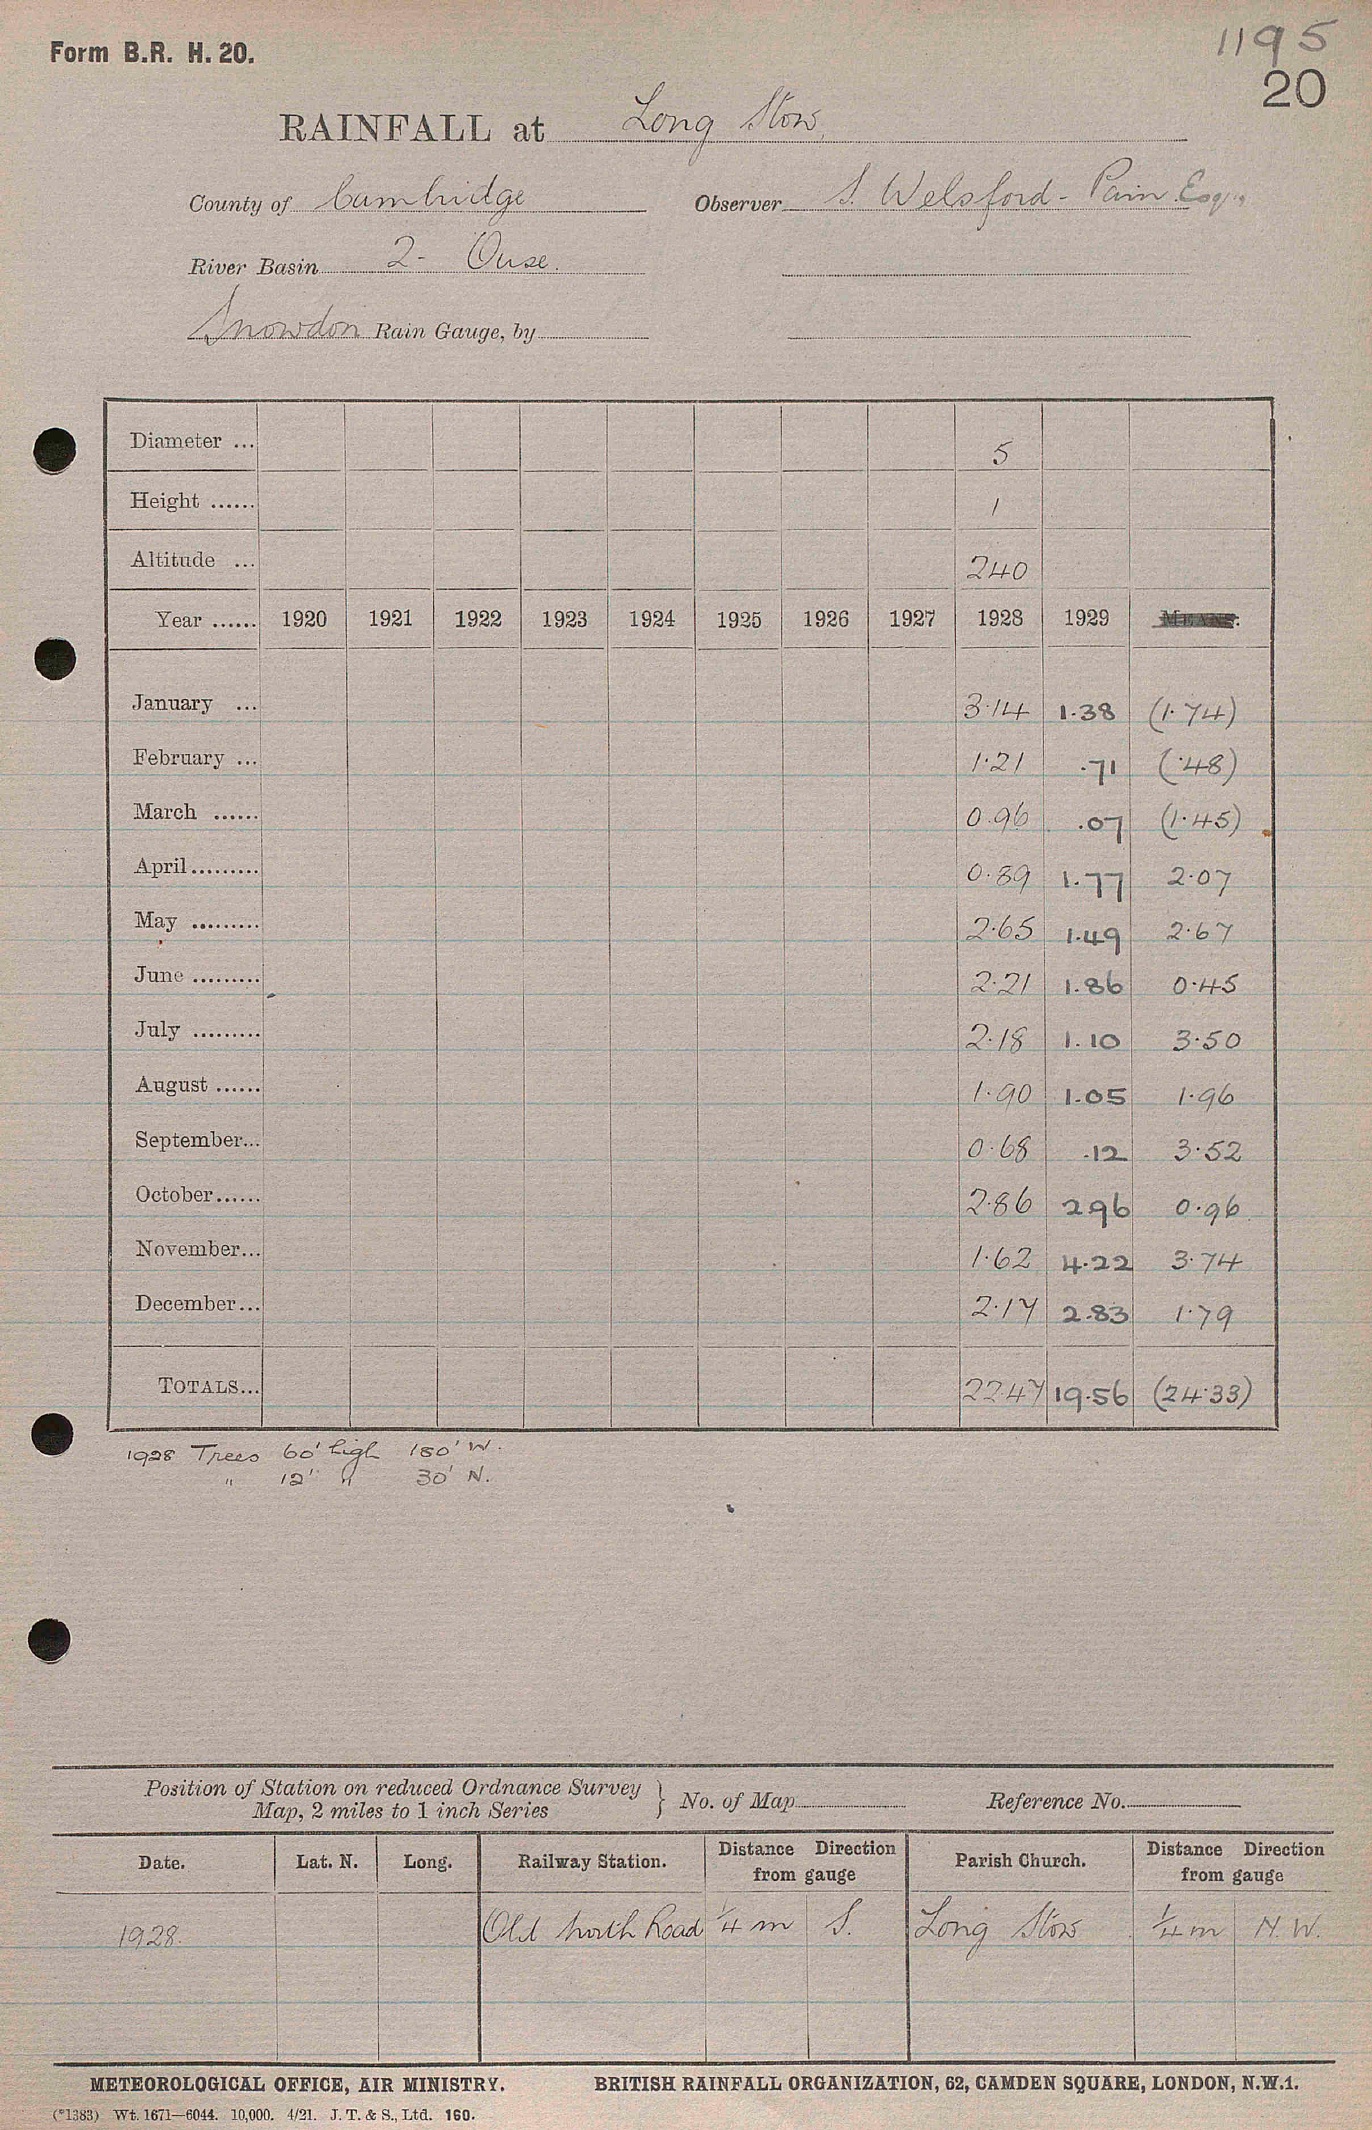 Form B.R. H. 20.
1195
20
RAINFALL at Long Stow.
County of Cambridge Observer S. Welsford-Pain Esq.,
River Basin 2- Ouse.
Snowdon Rain Gauge, by
Diameter ... 5
Height ...... 1
Altitude ... 240
Year ...... 1920 1921 1922 1923 1924 1925 1926 1927 1928 1929 MEANS.
January ... 3.14 1.38 (1.74)
February ... 1.21 .71 (.48)
March ...... 0.96 .07 (1.45)
April......... 0.89 1.77 2.07
May ......... 2.65 1.49 2.67
June ......... 2.21 1.86 0.45
July ......... 2.18 1.10 3.50
August ...... 1.90 1.05 1.96
September... 0.68 .12 3.52
October...... 2.86 2.96 0.96
November... 1.62 4.22 3.74
December... 2.17 2.83 1.79
TOTALS... 22.47 19.56 (24.33)
1928 Trees 60' high 180' W.
" 12' " 30' N.
Position of Station on reduced Ordnance Survey
Map, 2 miles to 1 inch Series } No. of Map Reference No.
Date. Lat. N. Long. Railway Station. Distance Direction from gauge Parish Church. Distance Direction from gauge
1928. Old North Road 1/4 m S. Long Stow 1/4 m N.W.
METEOROLOGICAL OFFICE, AIR MINISTRY. BRITISH RAINFALL ORGANIZATION, 62, CAMDEN SQUARE, LONDON, N.W.1.
(*1383) Wt. 1671—6044. 10,000. 4/21. J. T. & S., Ltd. 160.